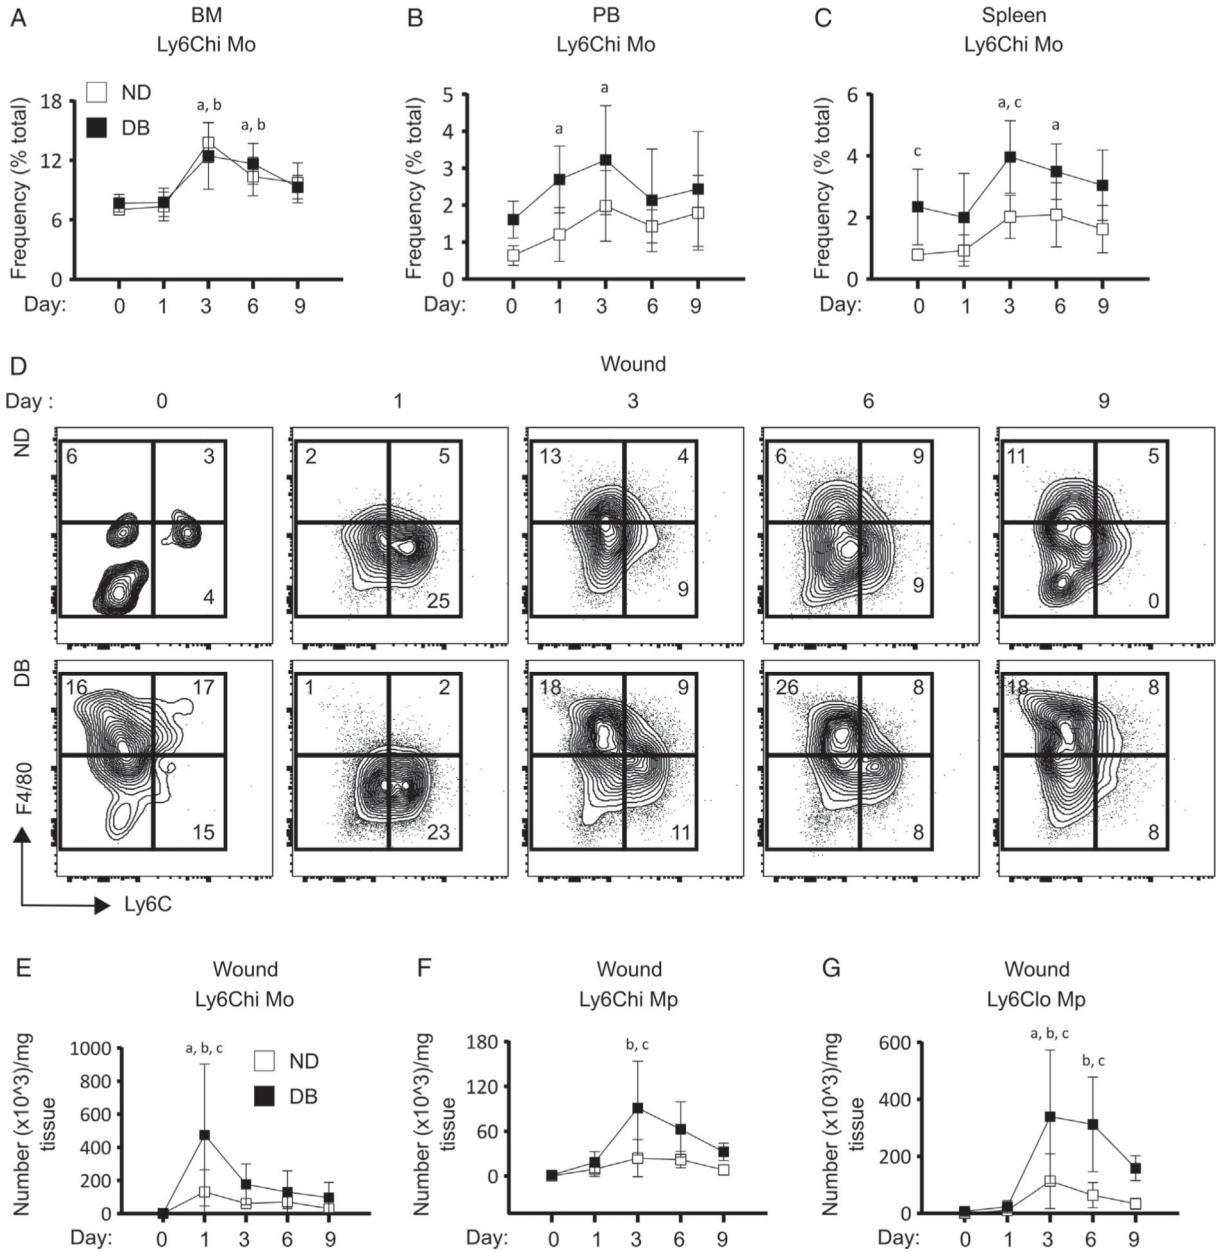 A
BM
Ly6Chi Mo
Frequency (% total)
18
12
6
0
ND
DB
a, b
a, b
Day:
0 1 3 6 9
B
PB
Ly6Chi Mo
Frequency (% total)
5
4
3
2
1
0
a
a
Day:
0 1 3 6 9
C
Spleen
Ly6Chi Mo
Frequency (% total)
6
4
2
0
c
a, c
a
Day:
0 1 3 6 9
D
Wound
Day : 0 1 3 6 9
ND
6 3
4
2 5
25
13 4
9
6 9
9
11 5
0
DB
16 17
15
1 2
23
18 9
11
26 8
8
18 8
8
F4/80
Ly6C
E
Wound
Ly6Chi Mo
Number (x10^3)/mg
tissue
1000
800
600
400
200
0
a, b, c
ND
DB
Day: 0 1 3 6 9
F
Wound
Ly6Chi Mp
Number (x10^3)/mg
tissue
180
120
60
0
b, c
Day: 0 1 3 6 9
G
Wound
Ly6Clo Mp
Number (x10^3)/mg
tissue
600
400
200
0
a, b, c
b, c
Day: 0 1 3 6 9